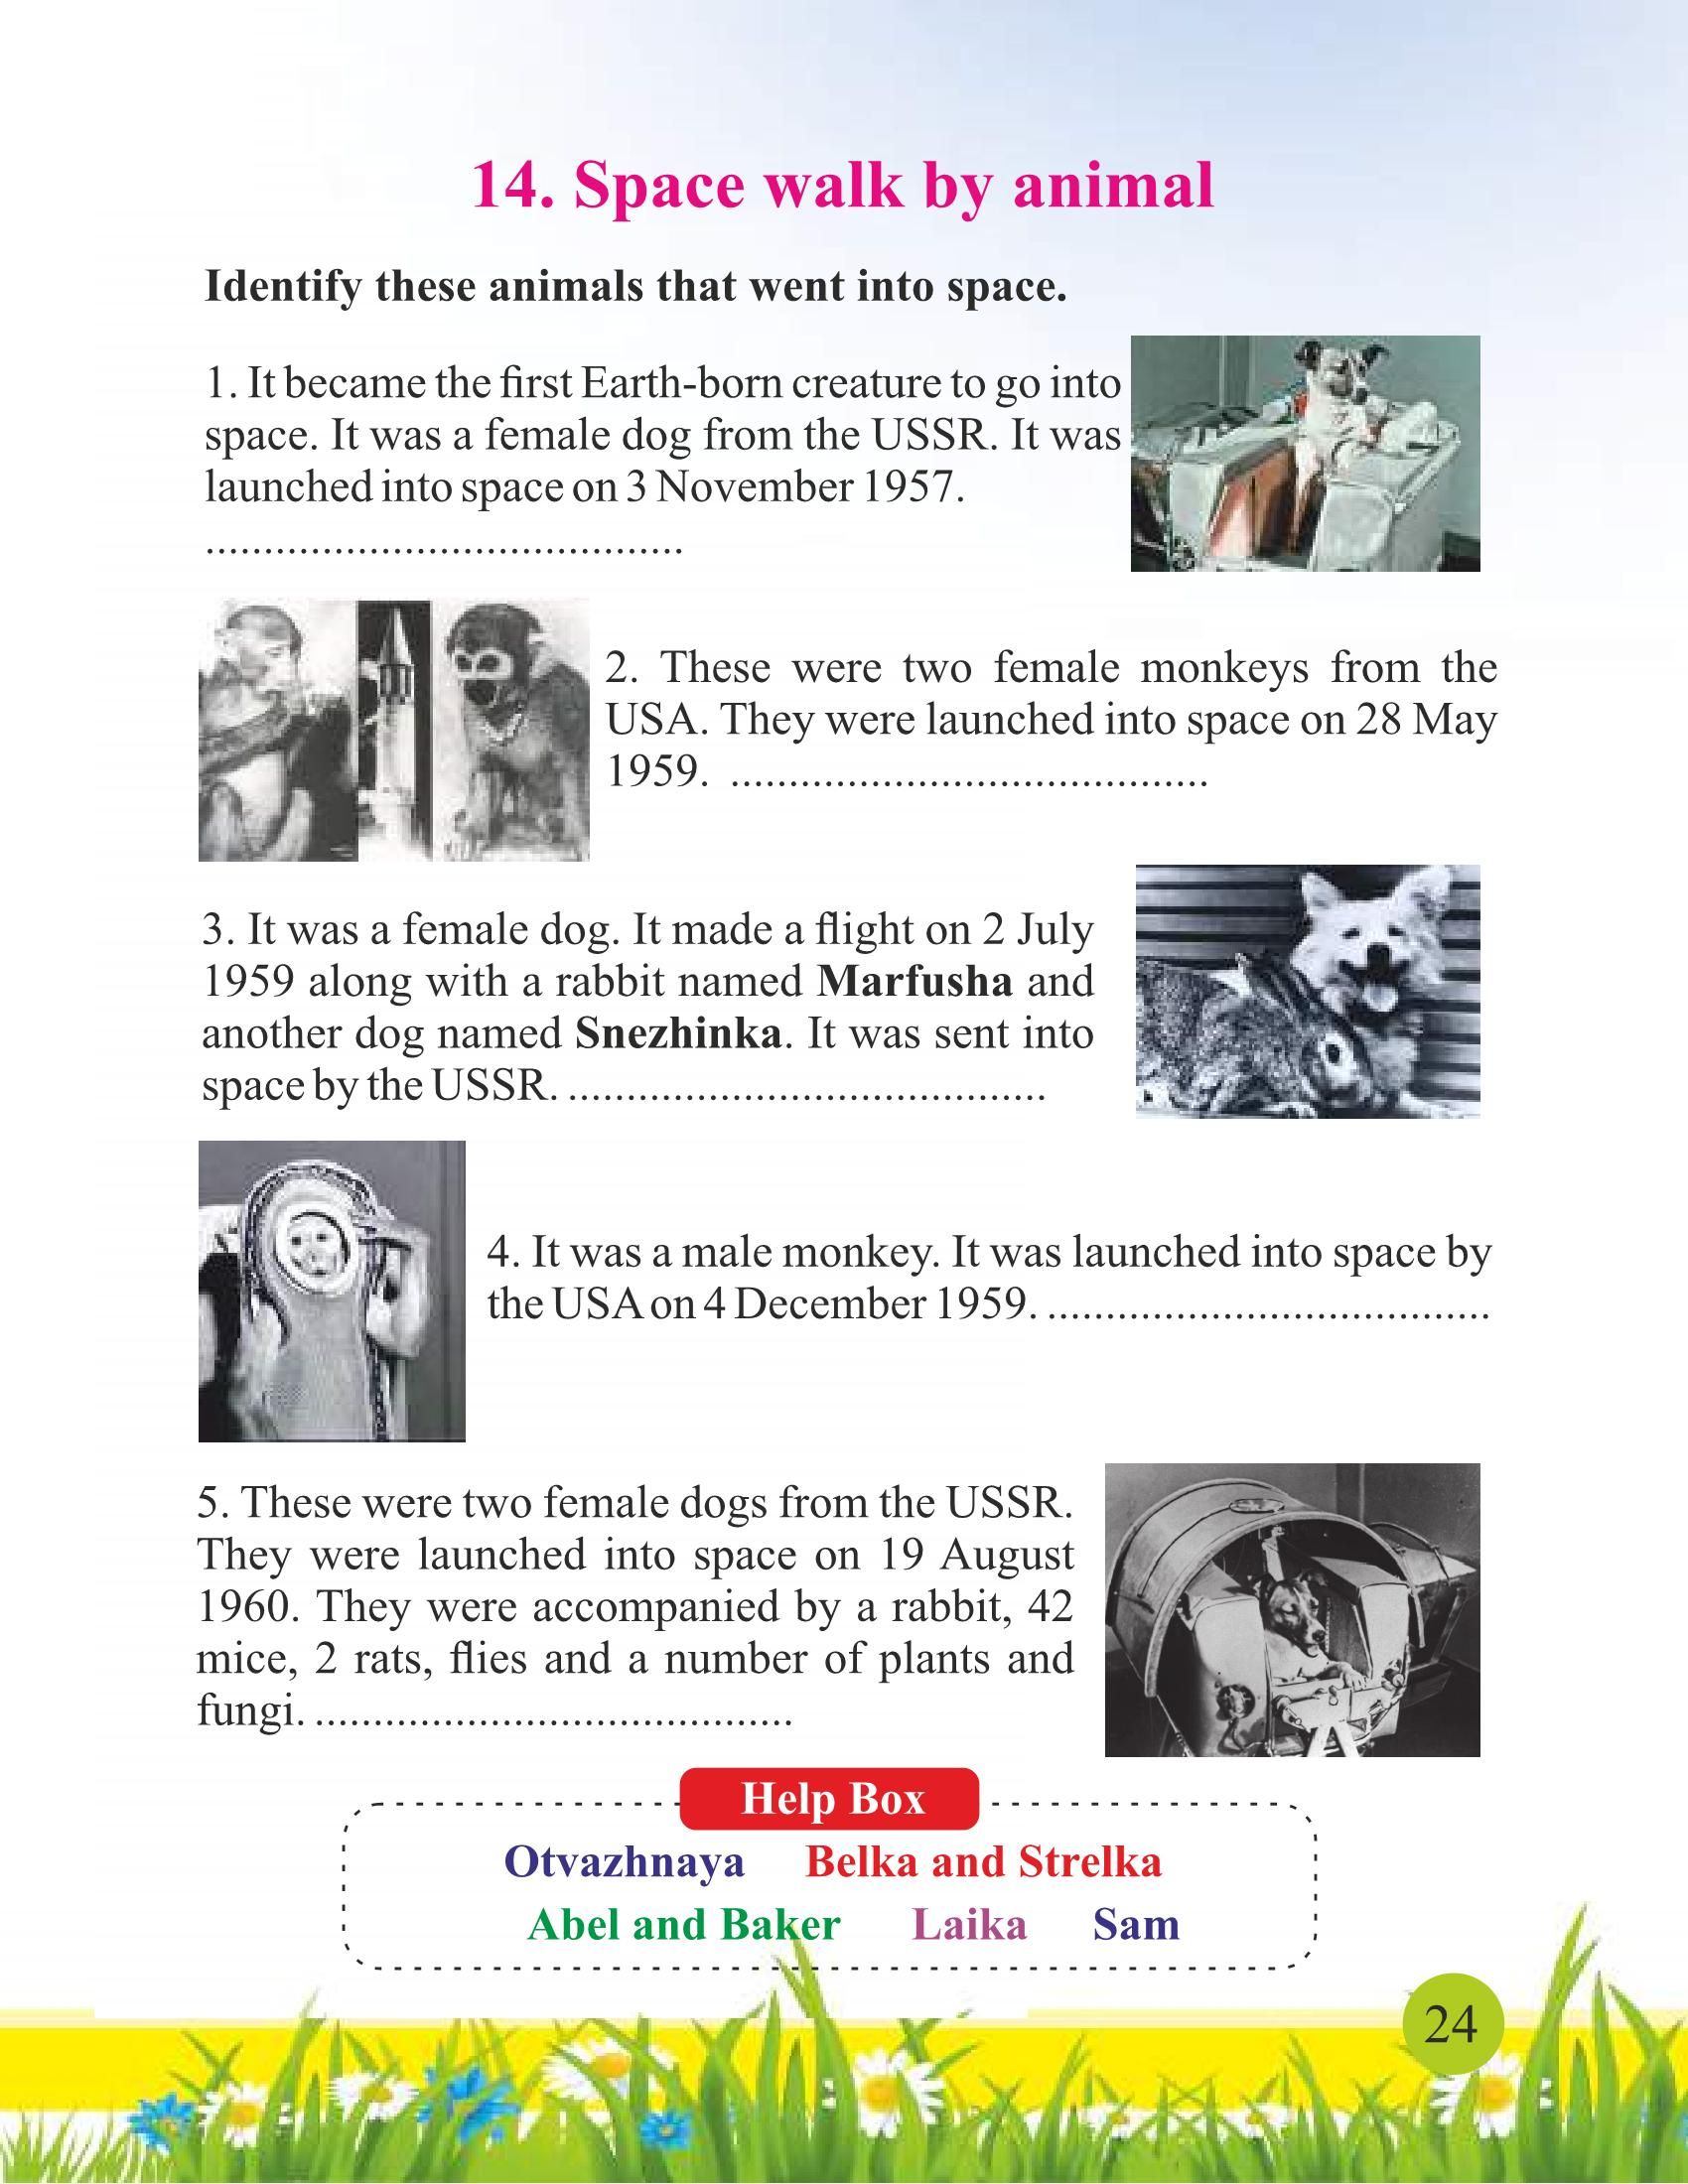 14. Space walk by animal
Identify these animals that went into space.
1. It became the first Earth-born creature to go into
space. It was a female dog from the USSR. It was
launched into space on 3 November 1957.
.........................................
2. These were two female monkeys from the
USA. They were launched into space on 28 May
1959. .........................................
3. It was a female dog. It made a flight on 2 July
1959 along with a rabbit named Marfusha and
another dog named Snezhinka. It was sent into
space by the USSR. .........................................
4. It was a male monkey. It was launched into space by
the USA on 4 December 1959. ......................................
5. These were two female dogs from the USSR.
They were launched into space on 19 August
1960. They were accompanied by a rabbit, 42
mice, 2 rats, flies and a number of plants and
fungi. .........................................
Help Box
Otvazhnaya Belka and Strelka
Abel and Baker Laika Sam
24